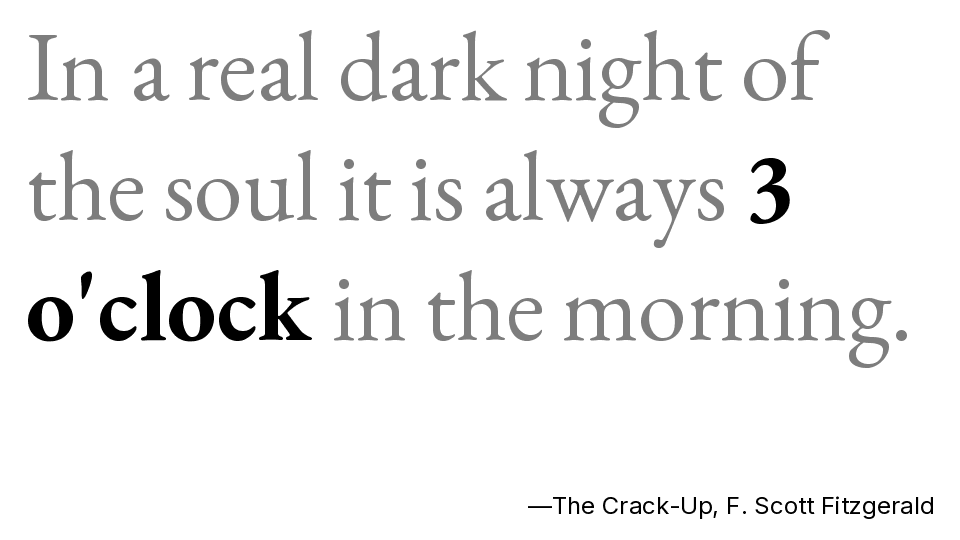 In a real dark night of
the soul it is always 3
o'clock in the morning.
—The Crack-Up, F. Scott Fitzgerald